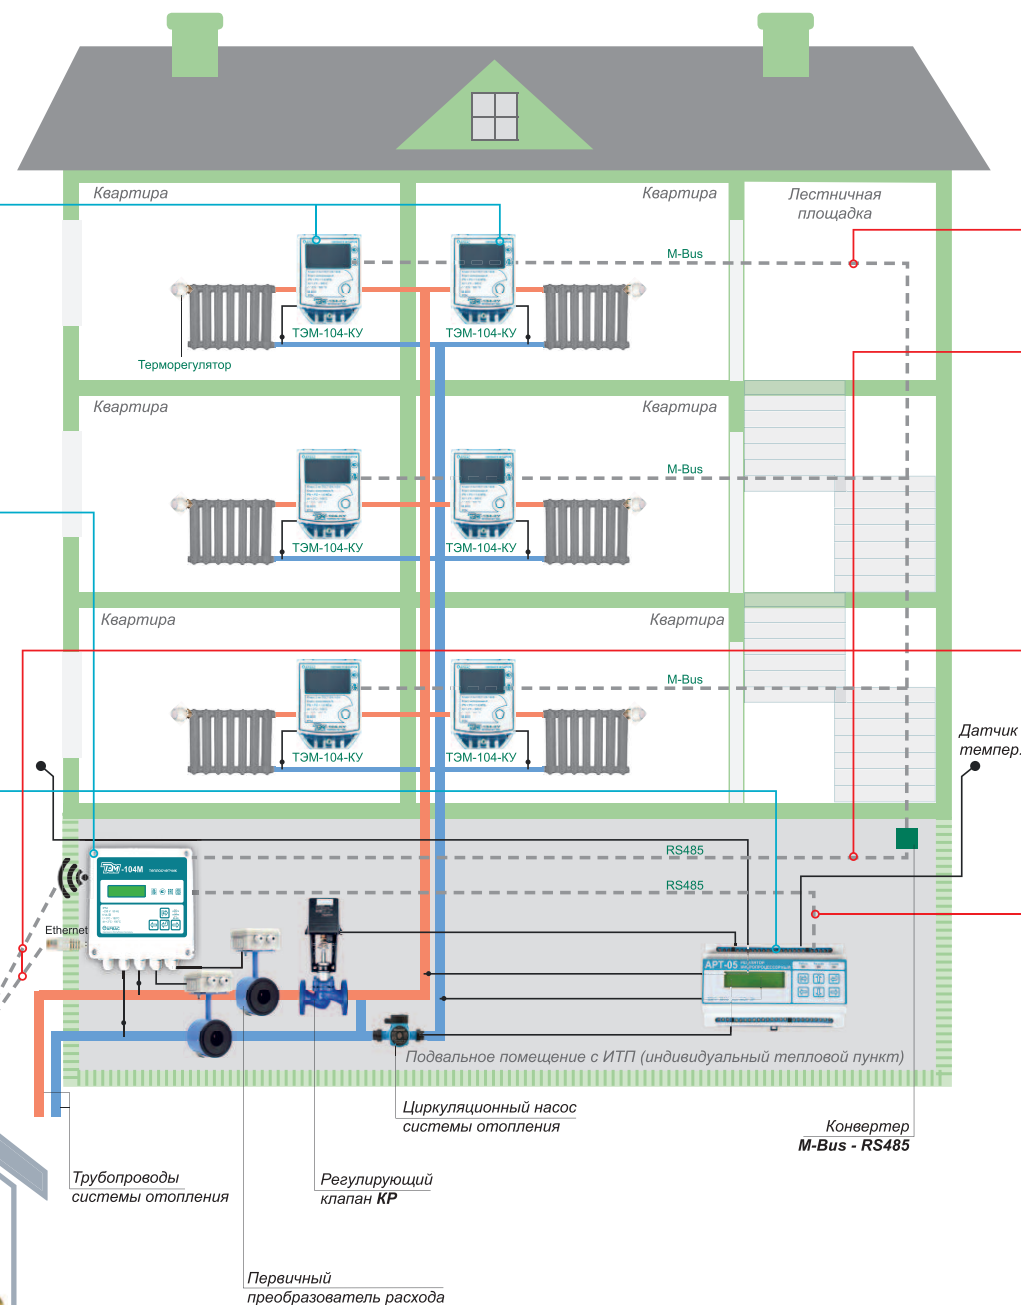 Квартира
Квартира
Лестничная
площадка
M-Bus
ТЭМ-104-КУ
ТЭМ-104-КУ
Терморегулятор
Квартира
Квартира
M-Bus
ТЭМ-104-КУ
ТЭМ-104-КУ
Квартира
Квартира
M-Bus
ТЭМ-104-КУ
ТЭМ-104-КУ
Датчик
темпер.
RS485
RS485
ТЭМ-104М
ТЕПЛОСЧЕТЧИК
Ethernet
АРТ-05
Подвальное помещение с ИТП (индивидуальный тепловой пункт)
Циркуляционный насос
системы отопления
Конвертер
M-Bus - RS485
Трубопроводы
системы отопления
Регулирующий
клапан КР
Первичный
преобразователь расхода